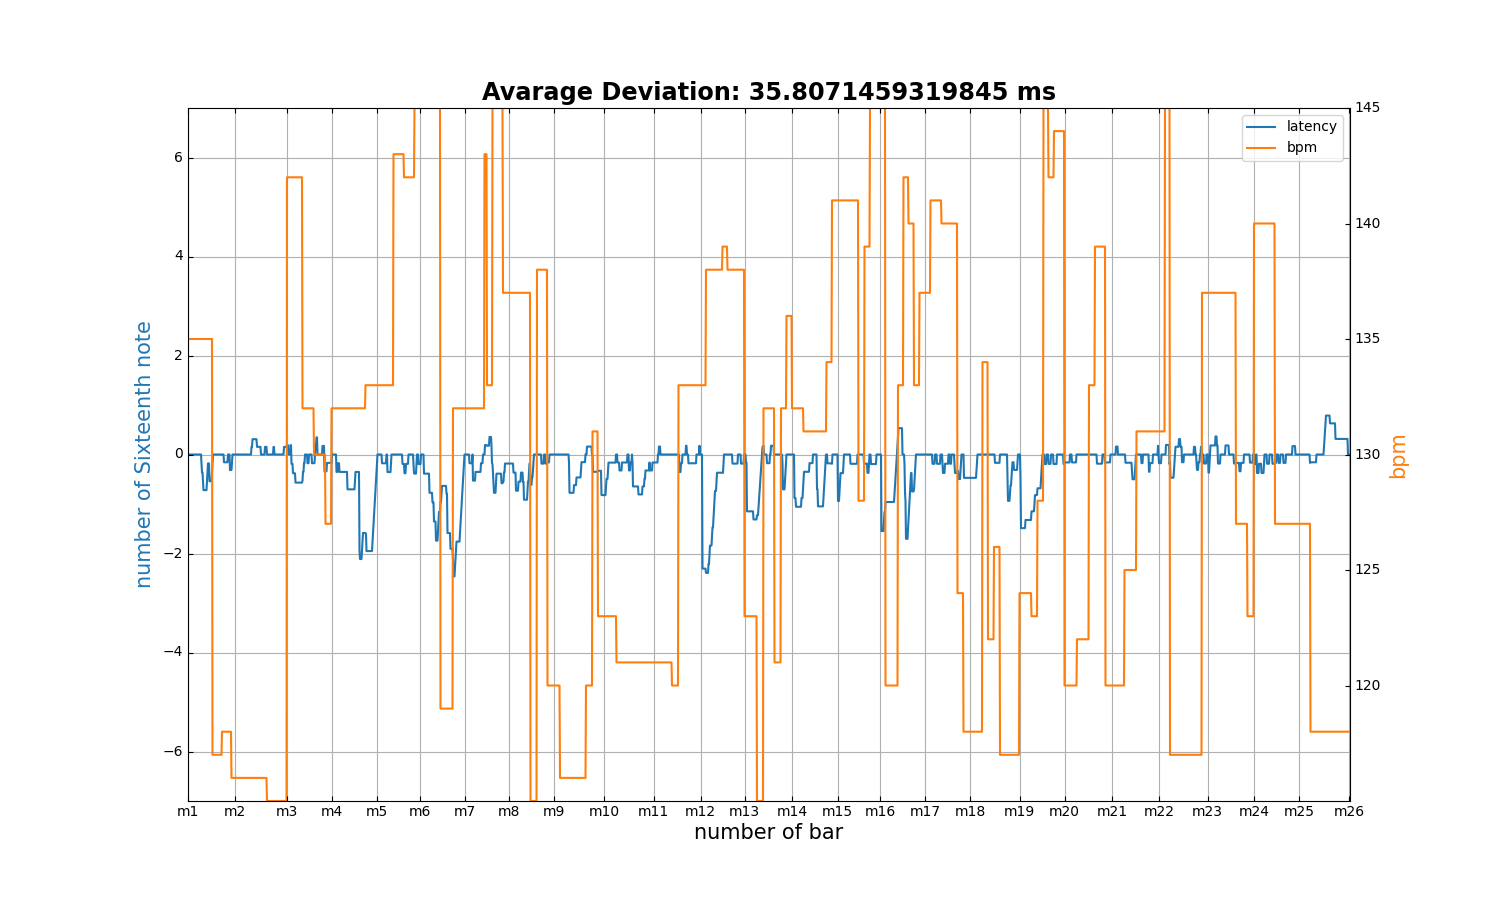 Avarage Deviation: 35.8071459319845 ms
latency
bpm
number of Sixteenth note
6
4
2
0
−2
−4
−6
145
140
135
130
125
120
bpm
m1 m2 m3 m4 m5 m6 m7 m8 m9 m10 m11 m12 m13 m14 m15 m16 m17 m18 m19 m20 m21 m22 m23 m24 m25 m26
number of bar